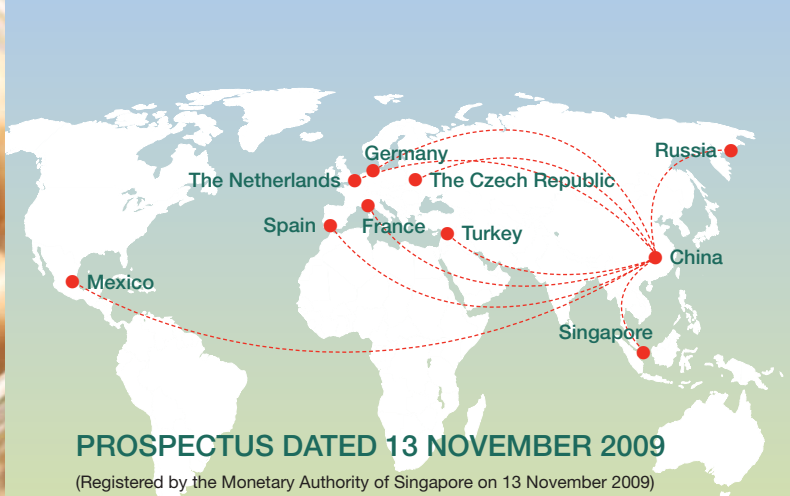 Germany
Russia
The Netherlands
The Czech Republic
Spain
France
Turkey
China
Mexico
Singapore
PROSPECTUS DATED 13 NOVEMBER 2009
(Registered by the Monetary Authority of Singapore on 13 November 2009)